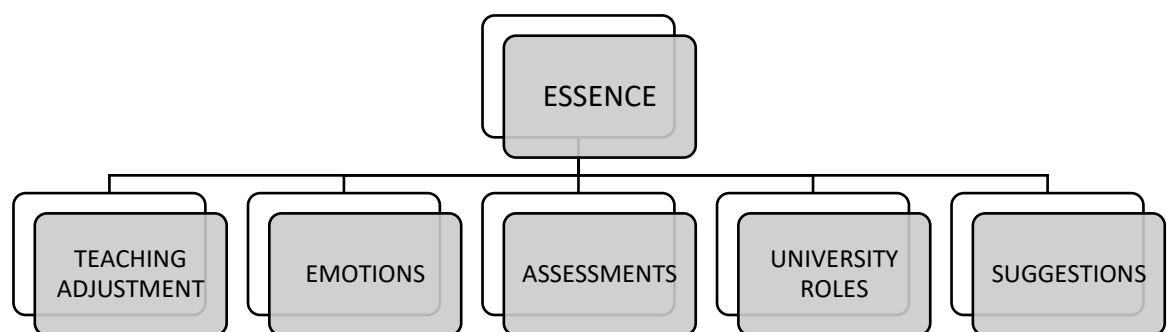 ESSENCE
TEACHING
ADJUSTMENT
EMOTIONS
ASSESSMENTS
UNIVERSITY
ROLES
SUGGESTIONS